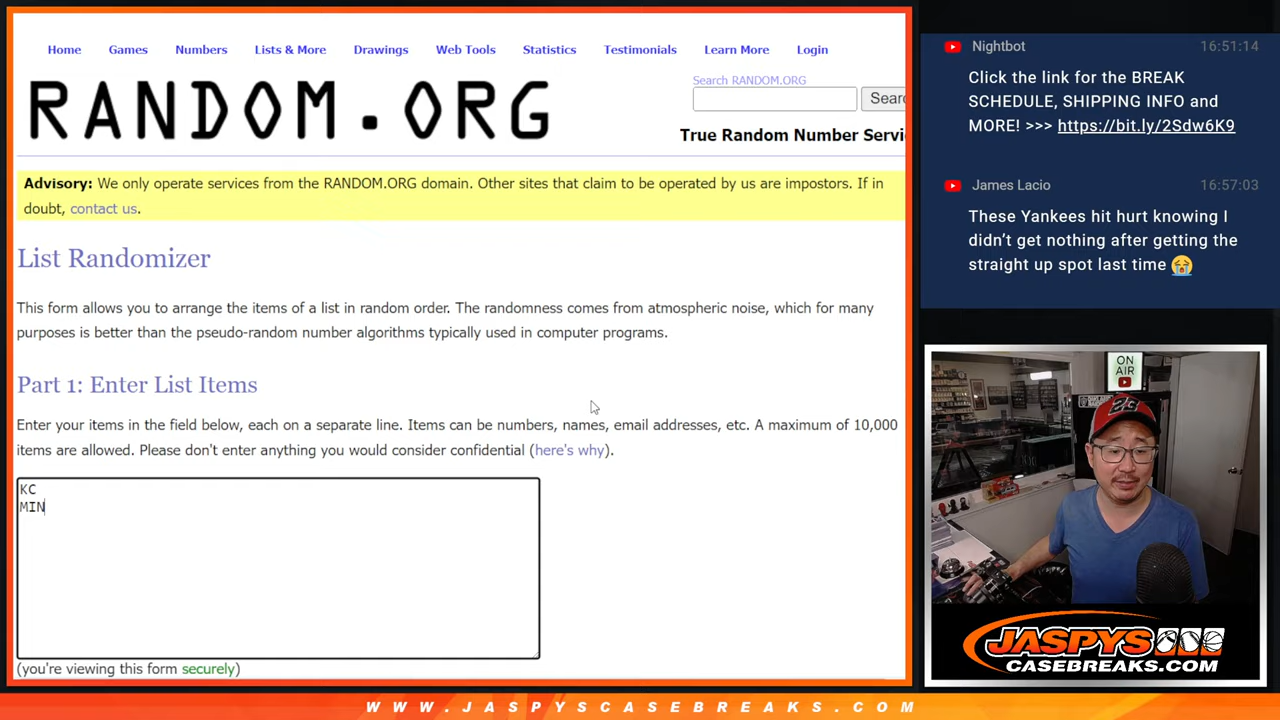 Home Games Numbers Lists & More Drawings Web Tools Statistics Testimonials Learn More Login
RANDOM.ORG
Search RANDOM.ORG
Searc
True Random Number Servi
Advisory: We only operate services from the RANDOM.ORG domain. Other sites that claim to be operated by us are impostors. If in
doubt, contact us.
List Randomizer
This form allows you to arrange the items of a list in random order. The randomness comes from atmospheric noise, which for many
purposes is better than the pseudo-random number algorithms typically used in computer programs.
Part 1: Enter List Items
Enter your items in the field below, each on a separate line. Items can be numbers, names, email addresses, etc. A maximum of 10,000
items are allowed. Please don't enter anything you would consider confidential (here's why).
KC
MIN
(you're viewing this form securely)
Nightbot 16:51:14
Click the link for the BREAK
SCHEDULE, SHIPPING INFO and
MORE! >>> https://bit.ly/2Sdw6K9
James Lacio 16:57:03
These Yankees hit hurt knowing I
didn’t get nothing after getting the
straight up spot last time 😭
ON
AIR
23
JASPYS
CASEBREAKS.COM
WWW.JASPYSCASEBREAKS.COM